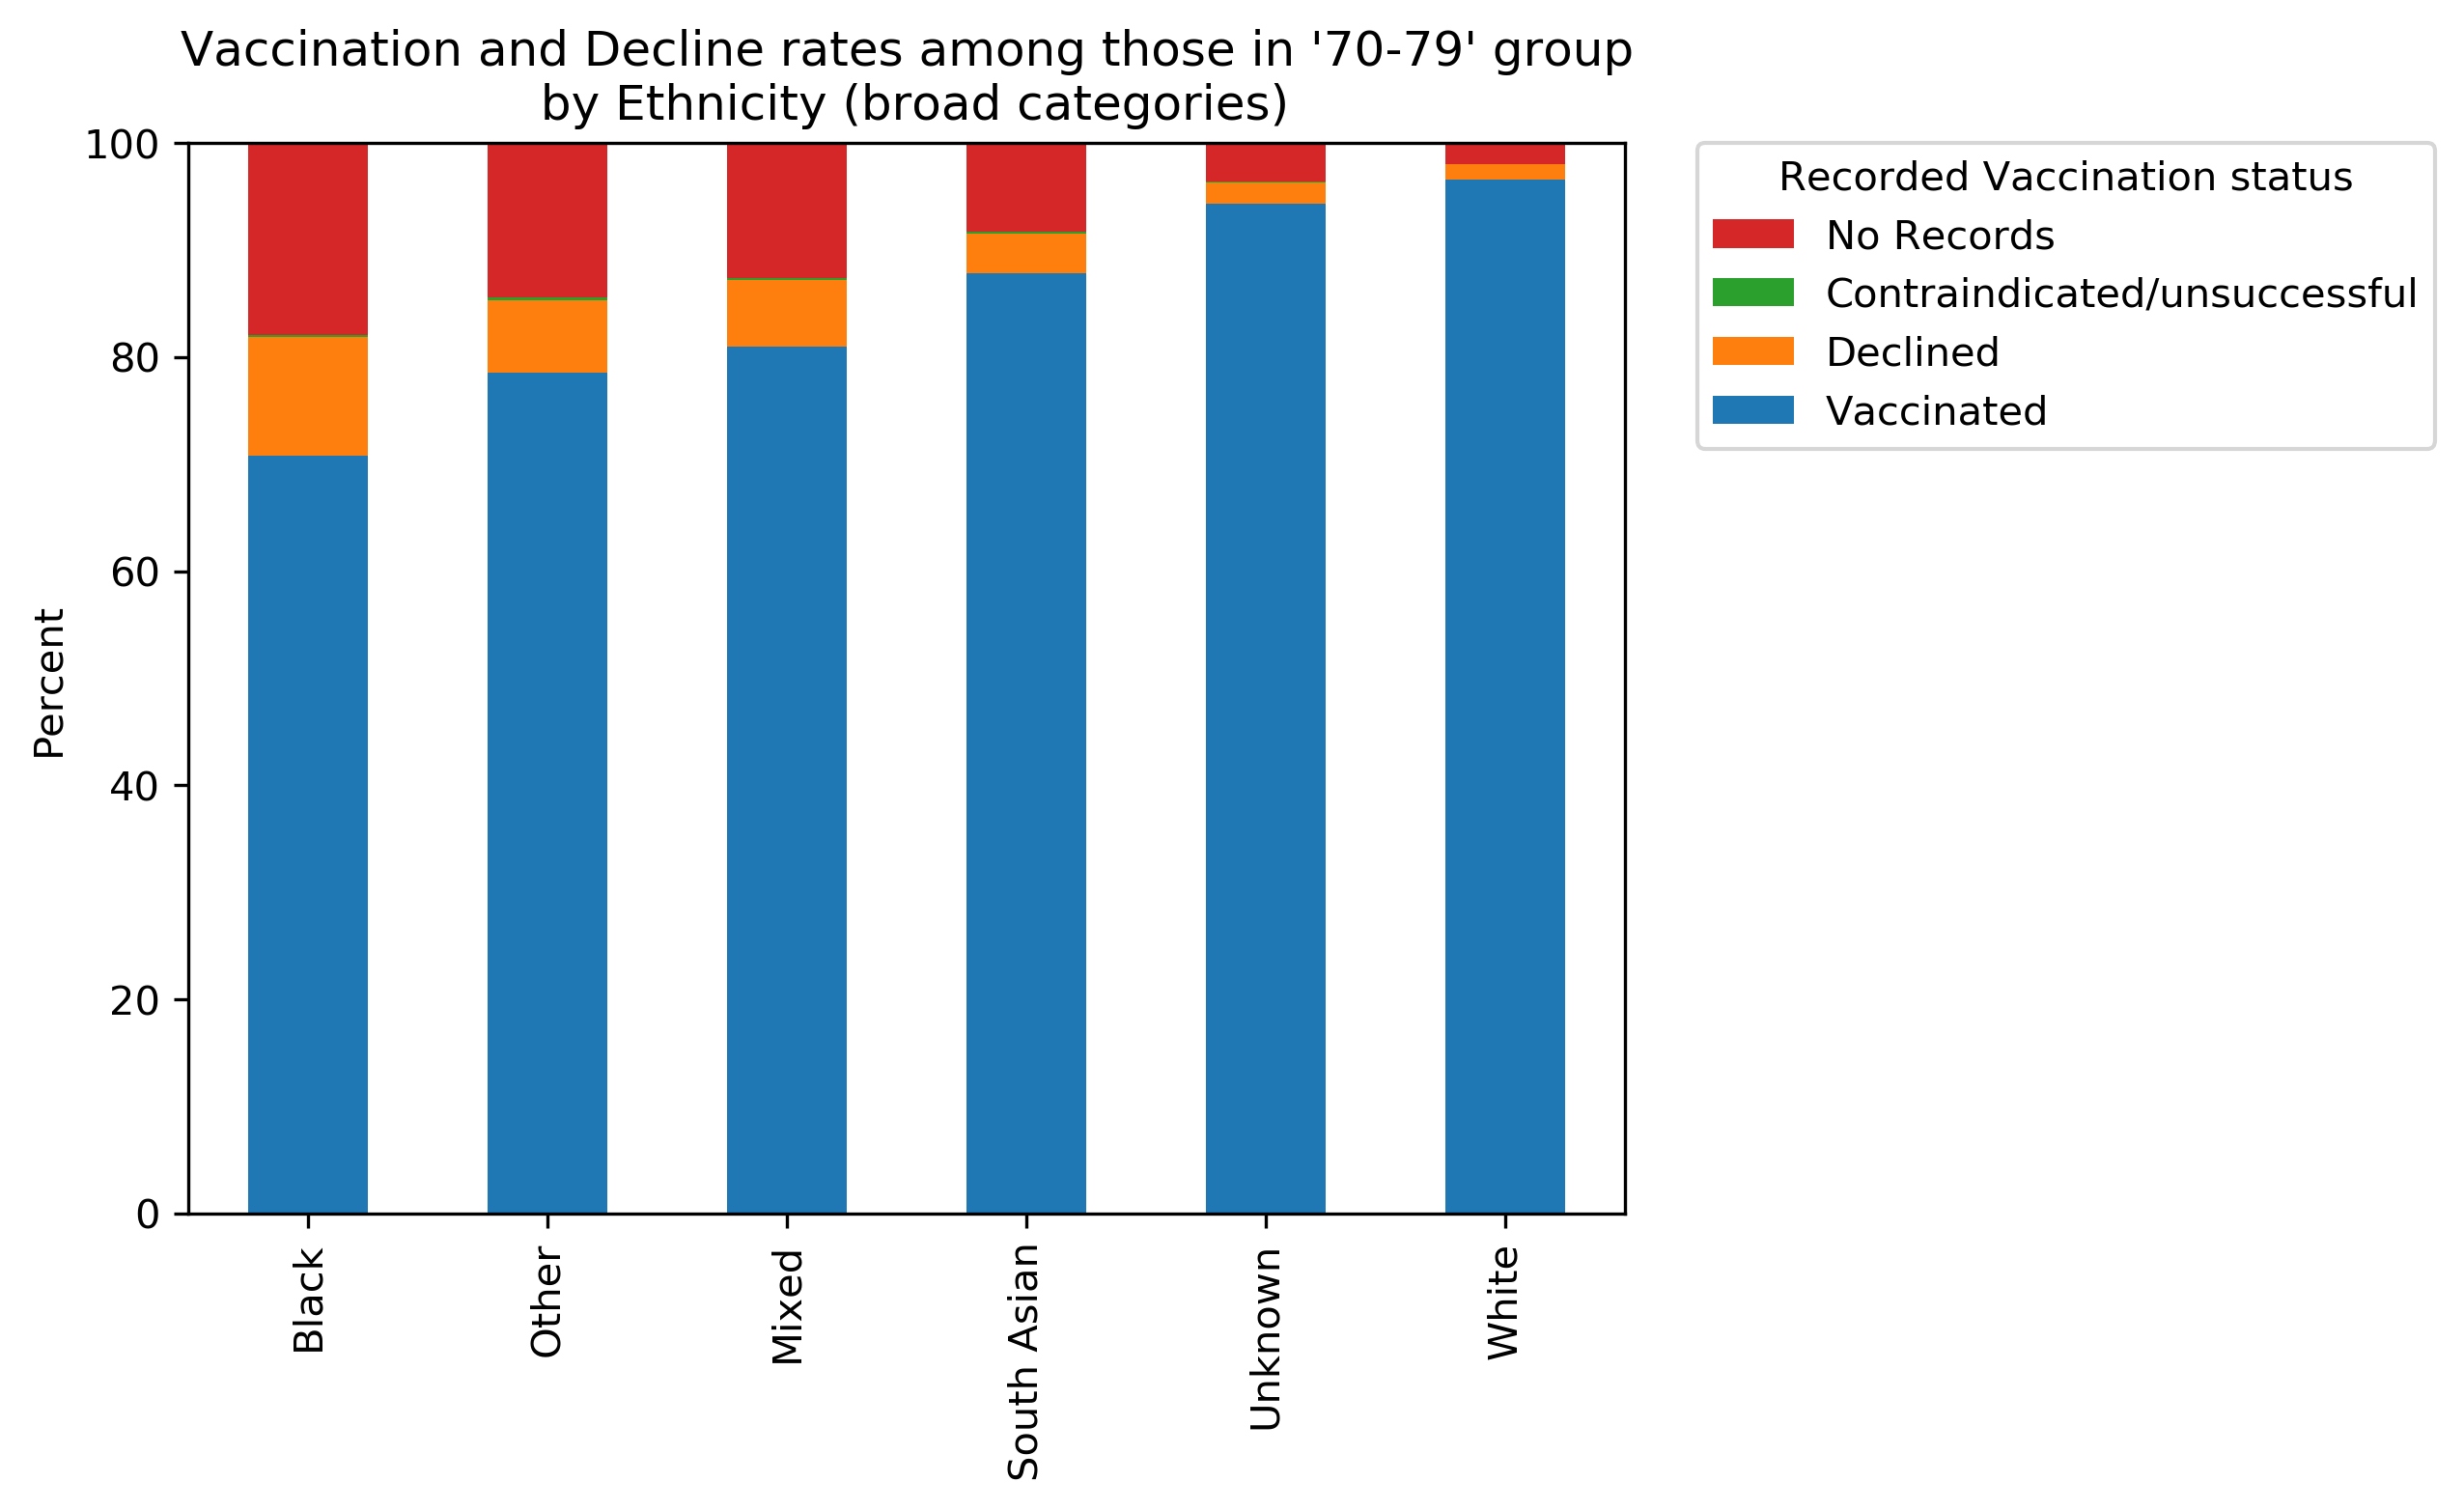 Vaccination and Decline rates among those in '70-79' group
by Ethnicity (broad categories)
100
80
60
40
20
0
Percent
Black
Other
Mixed
South Asian
Unknown
White
Recorded Vaccination status
No Records
Contraindicated/unsuccessful
Declined
Vaccinated